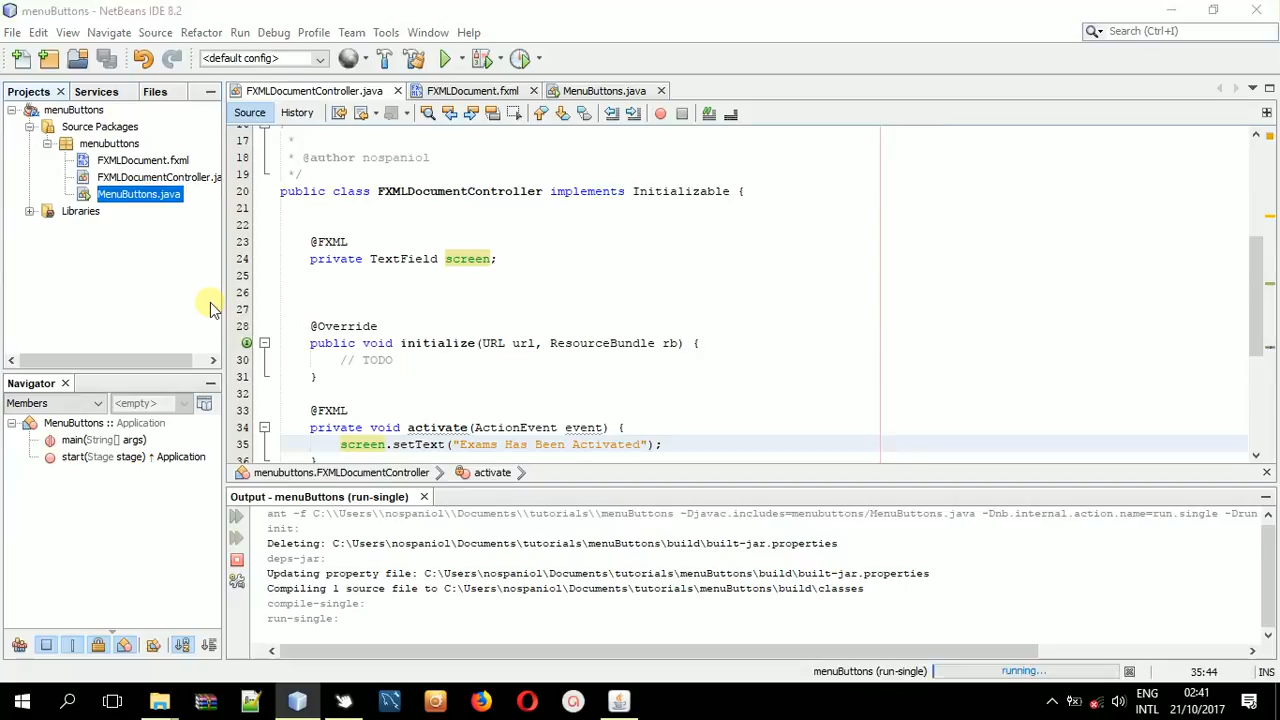 menuButtons - NetBeans IDE 8.2
File Edit View Navigate Source Refactor Run Debug Profile Team Tools Window Help
Search (Ctrl+I)
<default config>
Projects Services Files
menuButtons
Source Packages
menubuttons
FXMLDocument.fxml
FXMLDocumentController.ja
MenuButtons.java
Libraries
FXMLDocumentController.java FXMLDocument.fxml MenuButtons.java
Source History
16
17 *
18 * @author nospaniol
19 */
20 public class FXMLDocumentController implements Initializable {
21
22
23 @FXML
24 private TextField screen;
25
26
27
28 @Override
public void initialize(URL url, ResourceBundle rb) {
30 // TODO
31 }
32
33 @FXML
34 private void activate(ActionEvent event) {
35 screen.setText("Exams Has Been Activated");
36 }
menubuttons.FXMLDocumentController activate
Navigator
Members <empty>
MenuButtons :: Application
main(String[] args)
start(Stage stage) ↑ Application
Output - menuButtons (run-single)
ant -f C:\\Users\\nospaniol\\Documents\\tutorials\\menuButtons -Djavac.includes=menubuttons/MenuButtons.java -Dnb.internal.action.name=run.single -Drun
init:
Deleting: C:\Users\nospaniol\Documents\tutorials\menuButtons\build\built-jar.properties
deps-jar:
Updating property file: C:\Users\nospaniol\Documents\tutorials\menuButtons\build\built-jar.properties
Compiling 1 source file to C:\Users\nospaniol\Documents\tutorials\menuButtons\build\classes
compile-single:
run-single:
menuButtons (run-single) running... 35:44 INS
ENG 02:41
INTL 21/10/2017